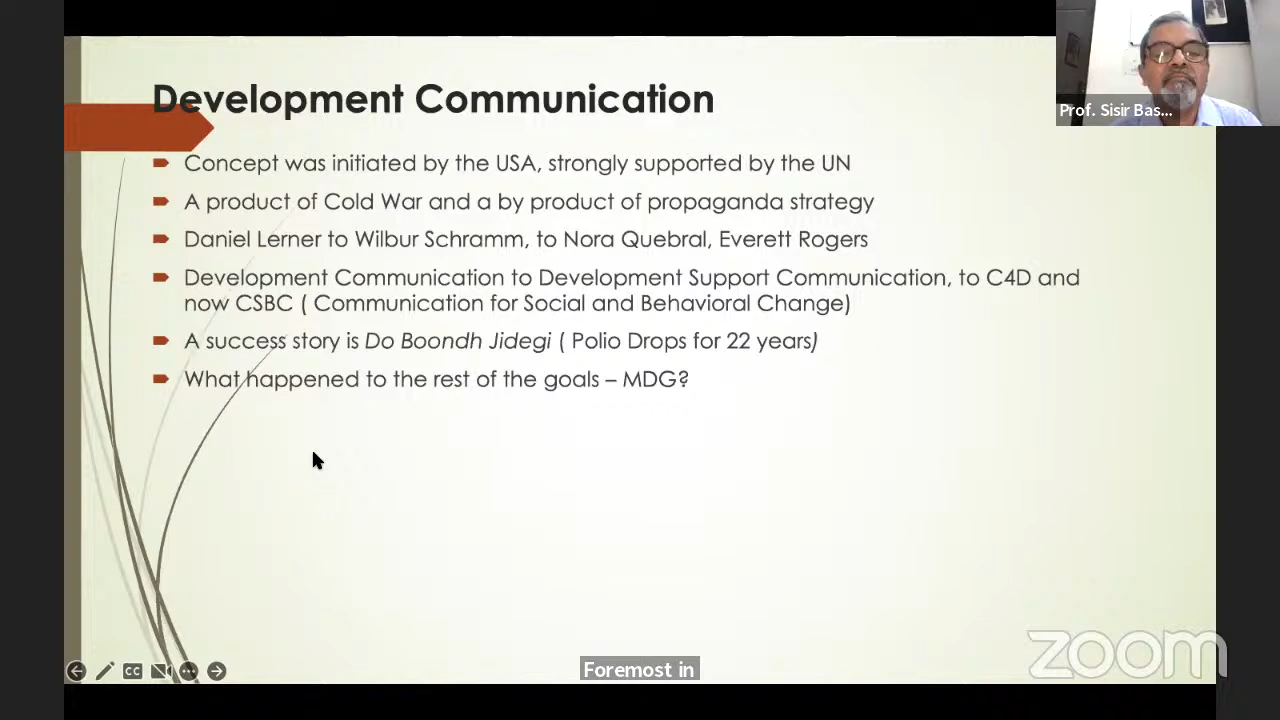 Development Communication
Prof. Sisir Bas...
Concept was initiated by the USA, strongly supported by the UN
A product of Cold War and a by product of propaganda strategy
Daniel Lerner to Wilbur Schramm, to Nora Quebral, Everett Rogers
Development Communication to Development Support Communication, to C4D and
now CSBC ( Communication for Social and Behavioral Change)
A success story is Do Boondh Jidegi ( Polio Drops for 22 years)
What happened to the rest of the goals – MDG?
zoom
CC
Foremost in